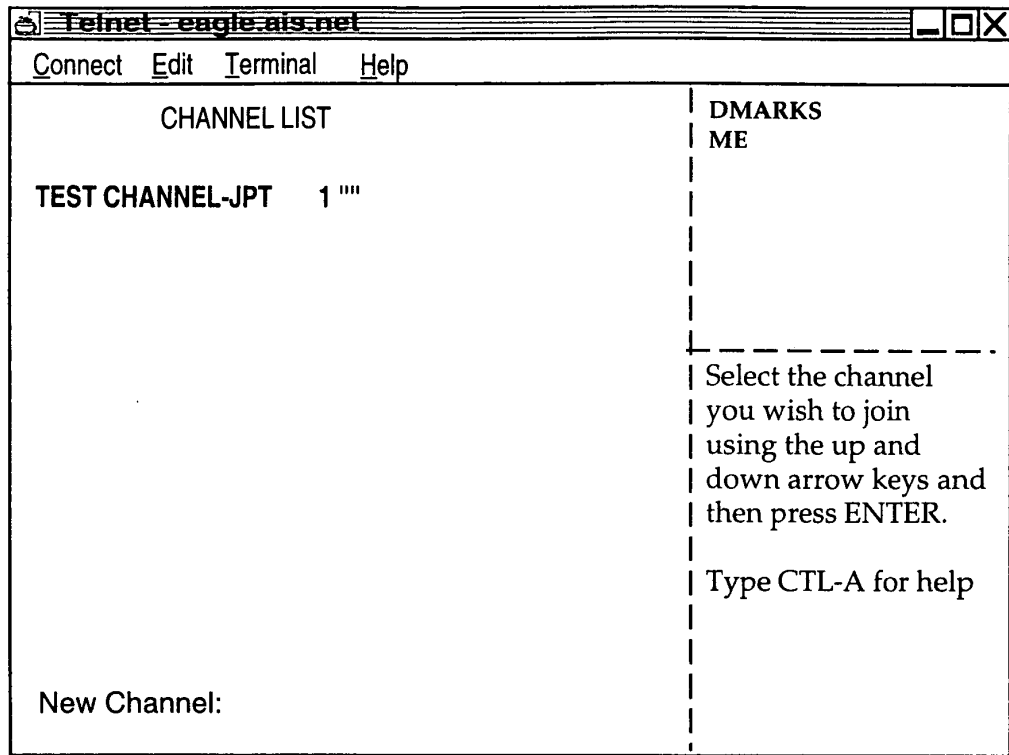 Telnet - eagle.ais.net
Connect Edit Terminal Help
CHANNEL LIST
TEST CHANNEL-JPT 1 ""
New Channel:
DMARKS
ME
Select the channel
you wish to join
using the up and
down arrow keys and
then press ENTER.
Type CTL-A for help